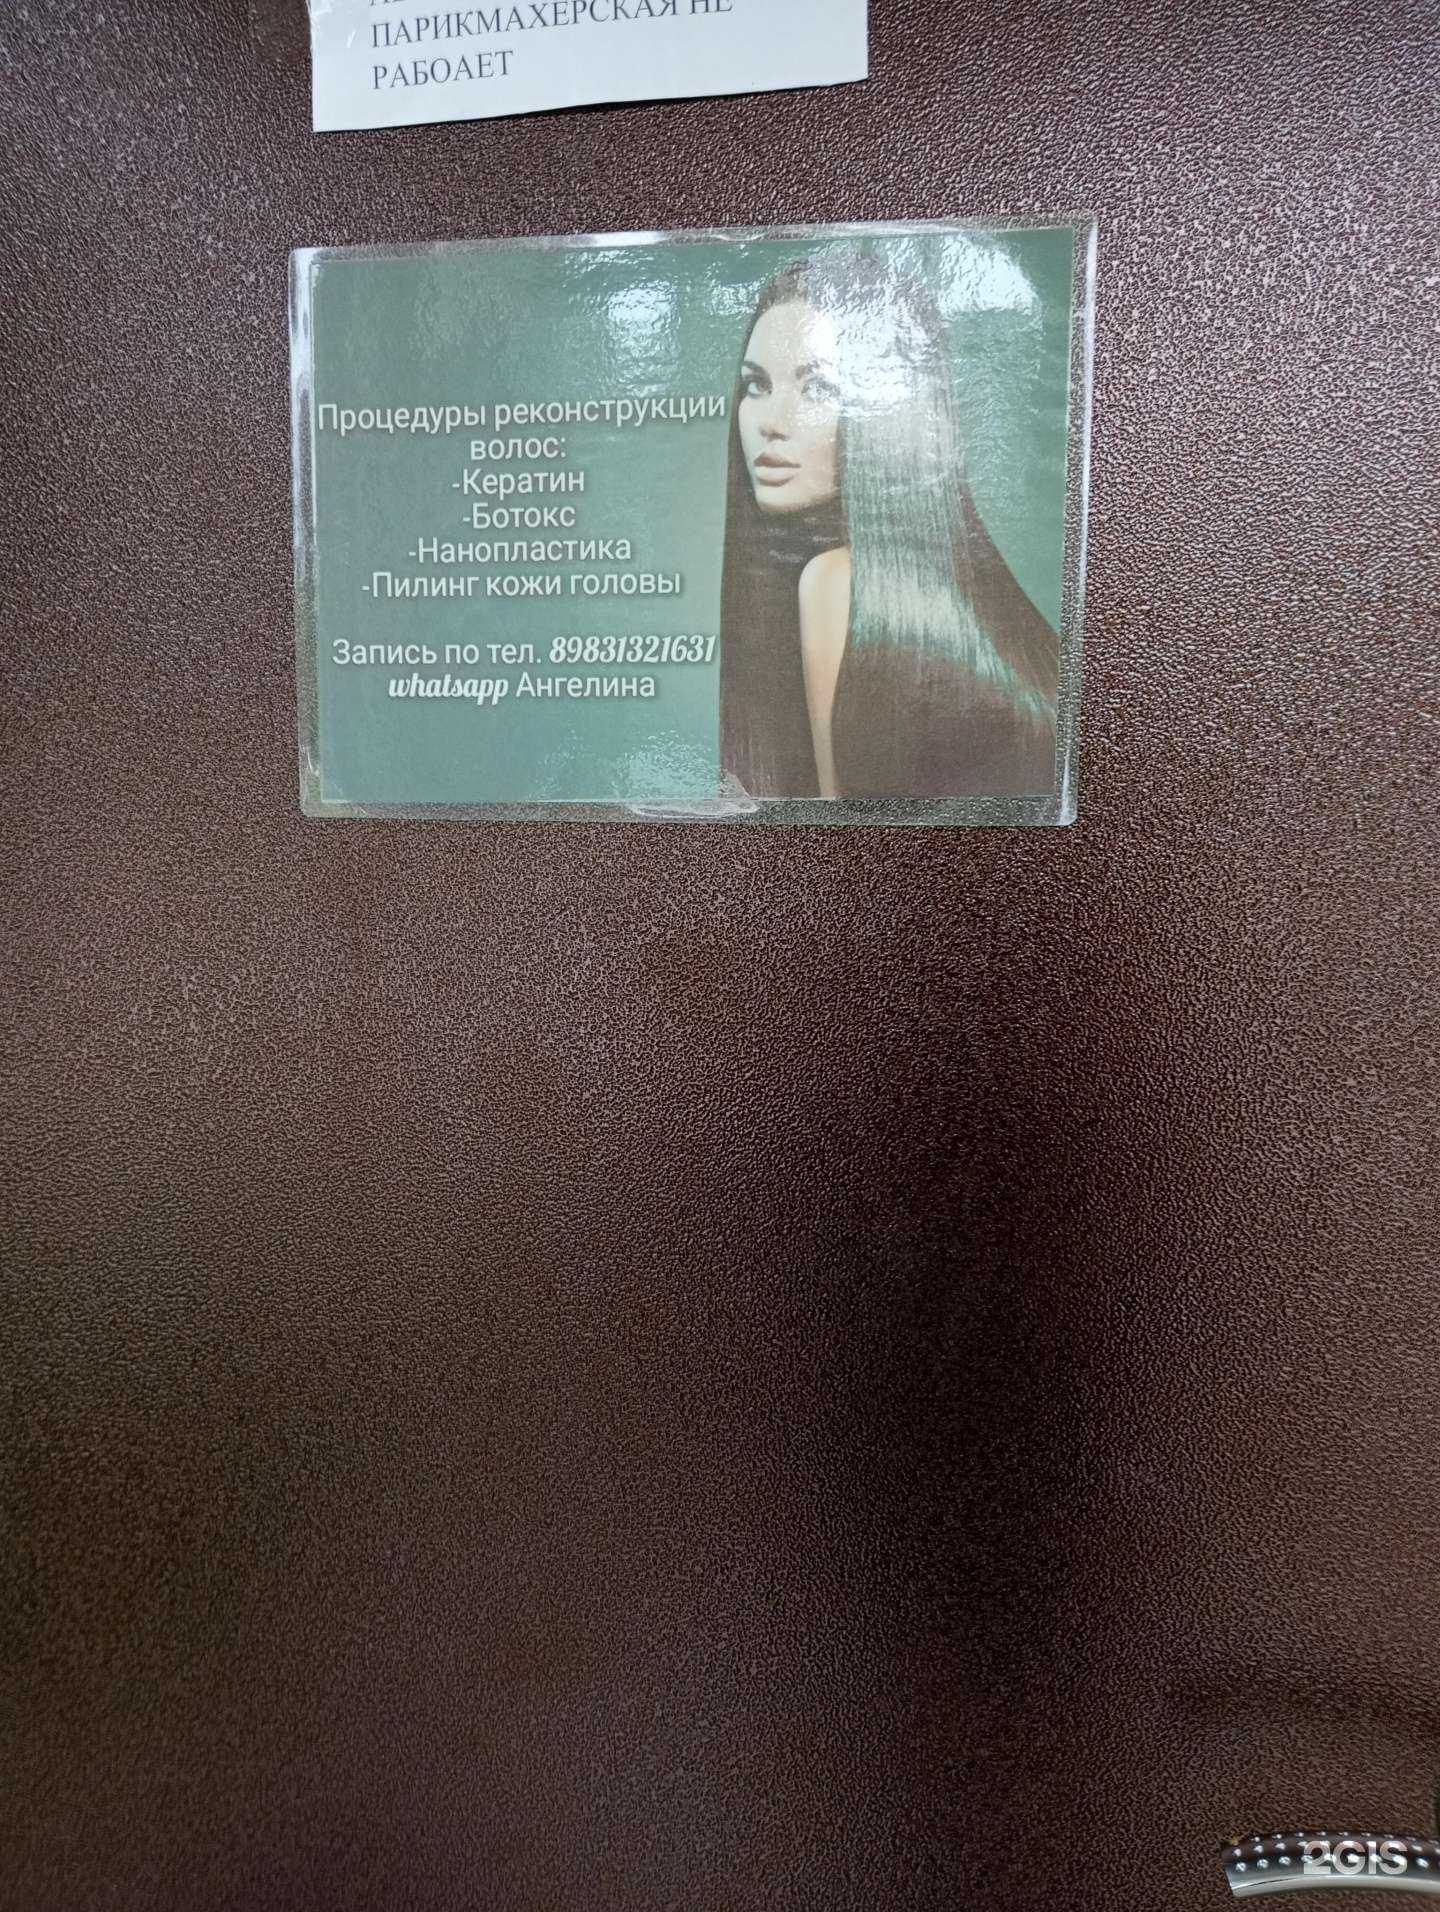 ПАРИКМАХЕРСКАЯ НЕ
РАБОАЕТ
Процедуры реконструкции
волос:
-Кератин
-Ботокс
-Нанопластика
-Пилинг кожи головы
Запись по тел. 89831321631
whatsapp Ангелина
2GIS